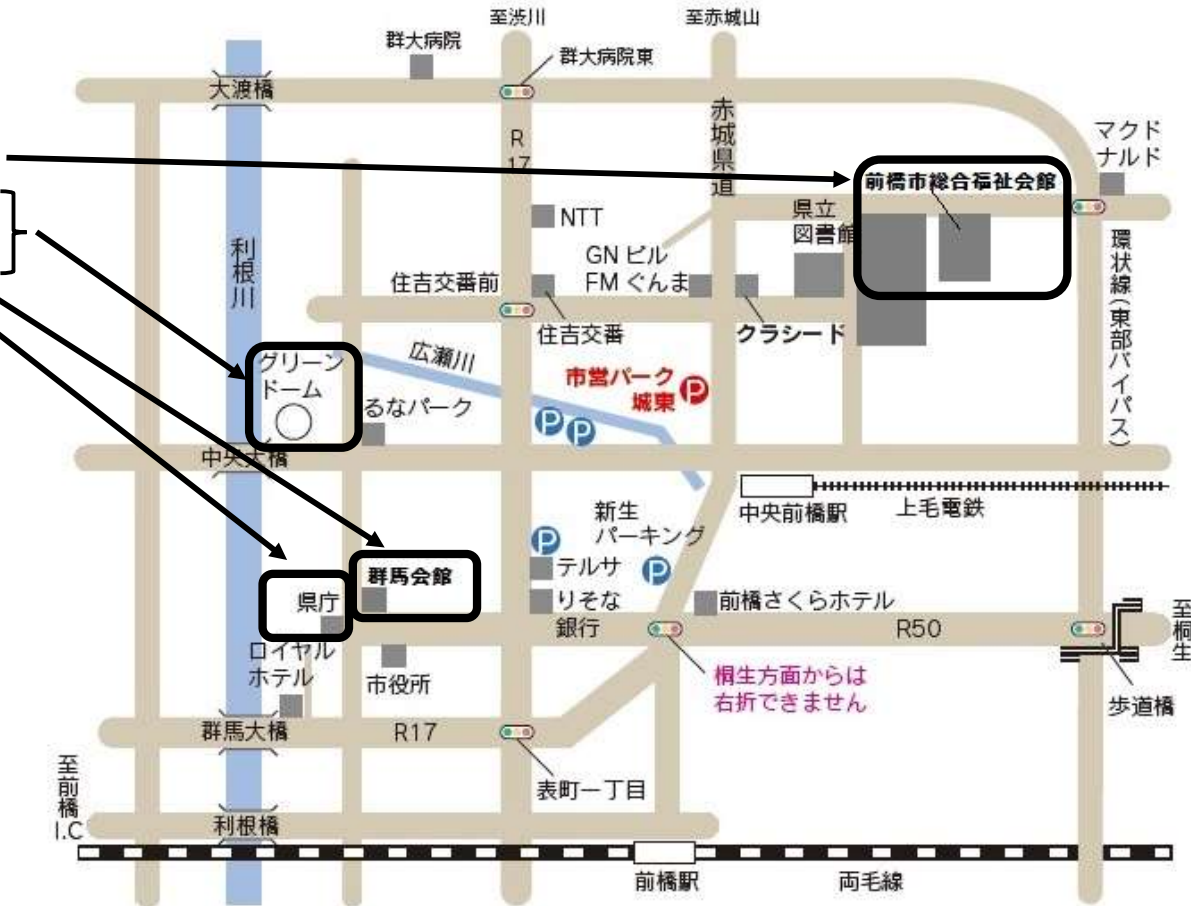 至渋川
至赤城山
群大病院
群大病院東
大渡橋
R
17
赤城県道
マクド
ナルド
前橋市総合福祉会館
NTT
県立
図書館
利根川
GN ビル
FM ぐんま
住吉交番前
環状線(東部バイパス)
住吉交番
クラシード
広瀬川
グリーン
ドーム
市営パーク
城東
P
るなパーク
P
P
中央大橋
中央前橋駅
上毛電鉄
新生
パーキング
P
P
テルサ
群馬会館
県庁
りそな
銀行
前橋さくらホテル
R50
至桐生
ロイヤル
ホテル
市役所
桐生方面からは
右折できません
歩道橋
群馬大橋
R17
至前橋
I.C
表町一丁目
利根橋
前橋駅
両毛線